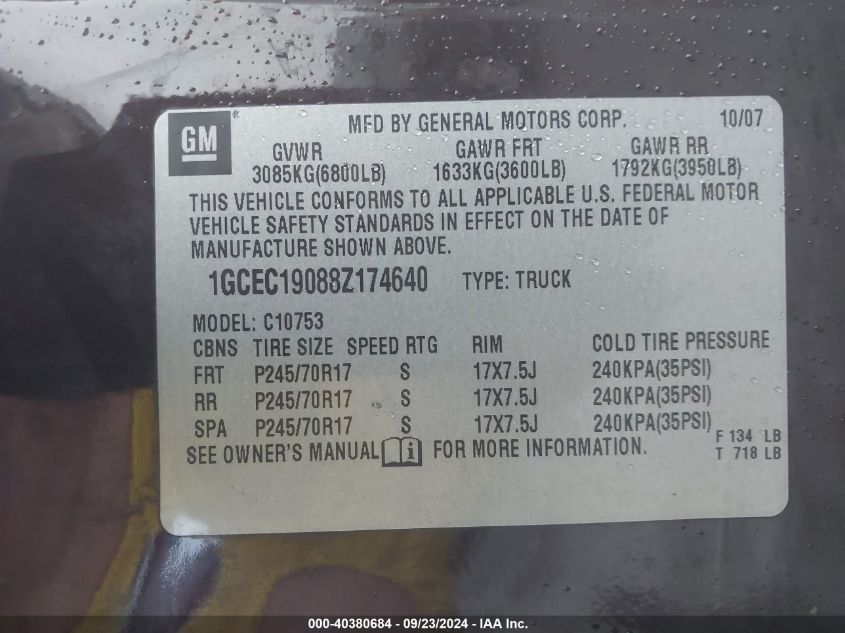 GM ® MFD BY GENERAL MOTORS CORP. 10/07
GVWR GAWR FRT GAWR RR
3085KG(6800LB) 1633KG(3600LB) 1792KG(3950LB)
THIS VEHICLE CONFORMS TO ALL APPLICABLE U.S. FEDERAL MOTOR
VEHICLE SAFETY STANDARDS IN EFFECT ON THE DATE OF
MANUFACTURE SHOWN ABOVE.
1GCEC19088Z174640 TYPE: TRUCK
MODEL: C10753
CBNS TIRE SIZE SPEED RTG RIM COLD TIRE PRESSURE
FRT P245/70R17 S 17X7.5J 240KPA(35PSI)
RR P245/70R17 S 17X7.5J 240KPA(35PSI)
SPA P245/70R17 S 17X7.5J 240KPA(35PSI)
SEE OWNER'S MANUAL i FOR MORE INFORMATION.
F 134 LB
T 718 LB
000-40380684 - 09/23/2024 - IAA Inc.